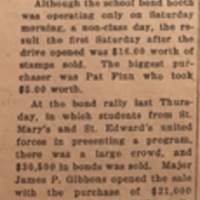 Although the school bond booth
was operating only on Saturday
morning, a non-class day, the re-
sult the first Saturday after the
drive opened was $16.00 worth of
stamps sold. The biggest pur-
chaser was Pat Finn who took
$5.00 worth.
At the bond rally last Thurs-
day, in which students from St.
Mary's and St. Edward's united
forces in presenting a program,
there was a large crowd, and
$30,500 in bonds was sold. Major
James P. Gibbons opened the sale
with the purchase of $21,000